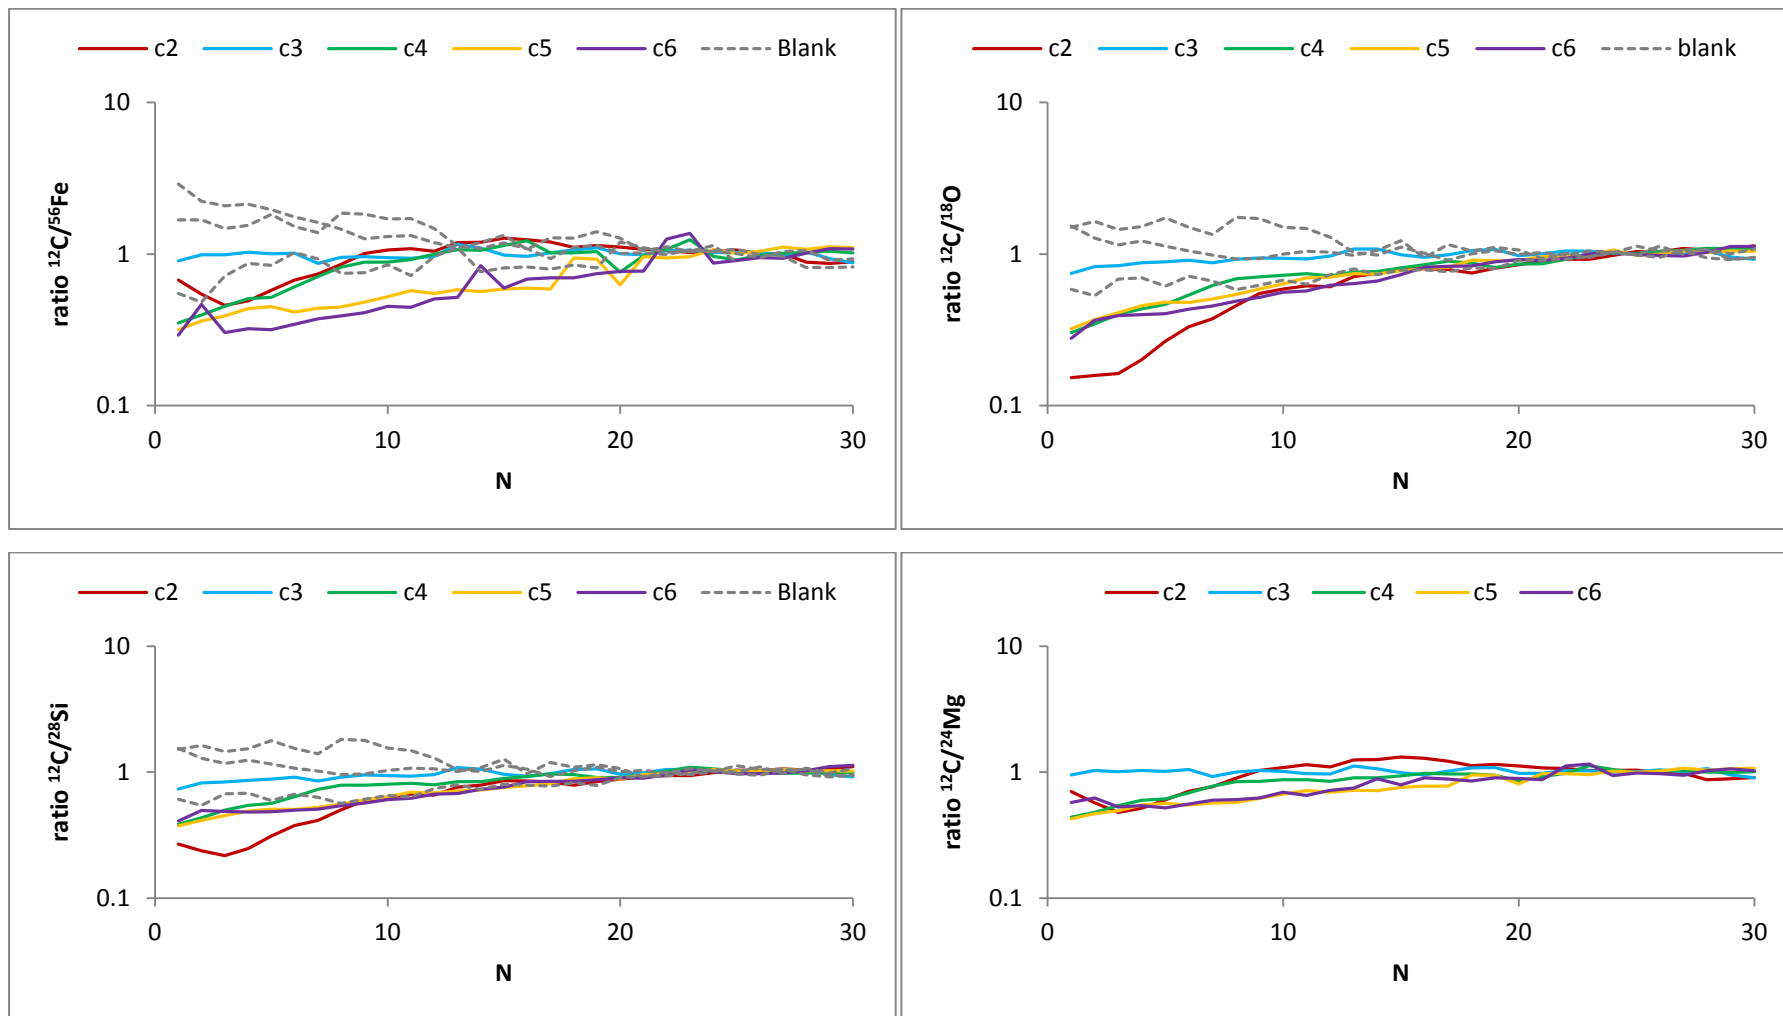 c2 c3 c4 c5 c6 Blank
10
1
0.1
0 10 20 30
ratio ¹²C/⁵⁶Fe
N
c2 c3 c4 c5 c6 blank
10
1
0.1
0 10 20 30
ratio ¹²C/¹⁸O
N
c2 c3 c4 c5 c6 Blank
10
1
0.1
0 10 20 30
ratio ¹²C/²⁸Si
N
c2 c3 c4 c5 c6
10
1
0.1
0 10 20 30
ratio ¹²C/²⁴Mg
N